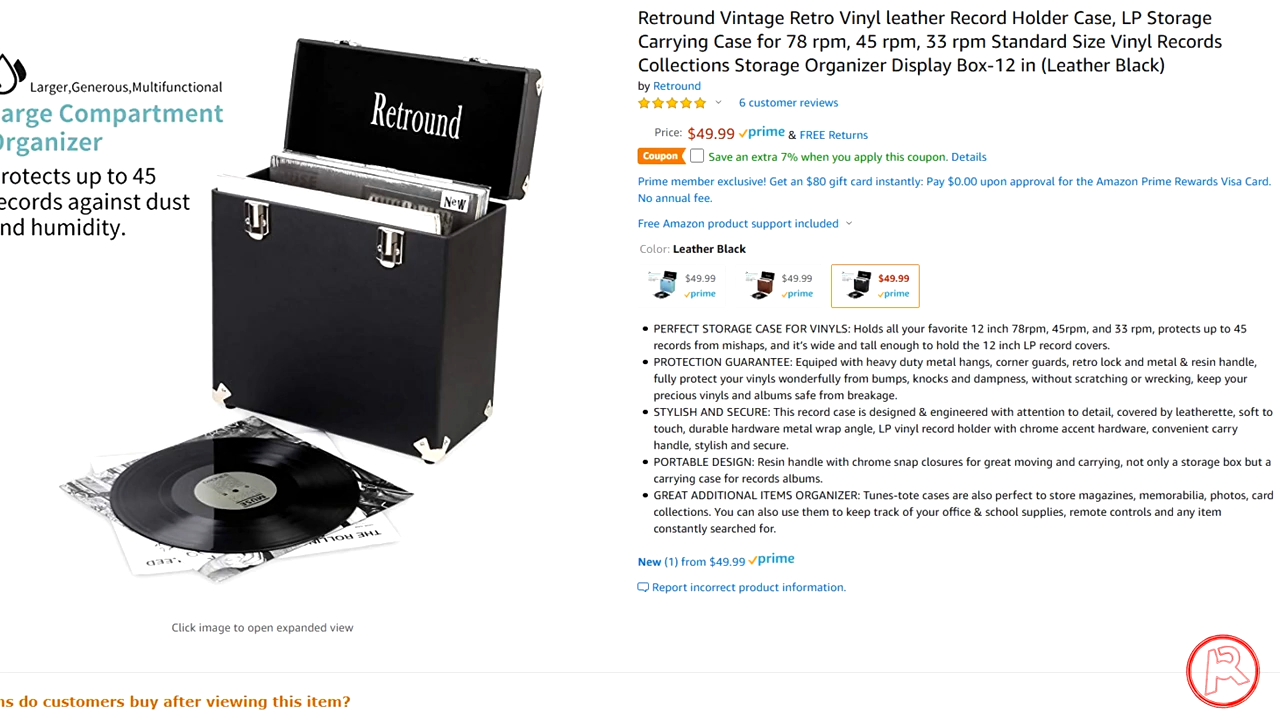 Larger,Generous,Multifunctional
arge Compartment
Organizer
rotects up to 45
ecords against dust
nd humidity.
Retround
New
MUSE
THE ROLLIN
Click image to open expanded view
Retround Vintage Retro Vinyl leather Record Holder Case, LP Storage
Carrying Case for 78 rpm, 45 rpm, 33 rpm Standard Size Vinyl Records
Collections Storage Organizer Display Box-12 in (Leather Black)
by Retround
6 customer reviews
Price: $49.99 prime & FREE Returns
Coupon Save an extra 7% when you apply this coupon. Details
Prime member exclusive! Get an $80 gift card instantly: Pay $0.00 upon approval for the Amazon Prime Rewards Visa Card.
No annual fee.
Free Amazon product support included
Color: Leather Black
$49.99 $49.99 $49.99
prime prime prime
PERFECT STORAGE CASE FOR VINYLS: Holds all your favorite 12 inch 78rpm, 45rpm, and 33 rpm, protects up to 45
records from mishaps, and it's wide and tall enough to hold the 12 inch LP record covers.
PROTECTION GUARANTEE: Equiped with heavy duty metal hangs, corner guards, retro lock and metal & resin handle,
fully protect your vinyls wonderfully from bumps, knocks and dampness, without scratching or wrecking, keep your
precious vinyls and albums safe from breakage.
STYLISH AND SECURE: This record case is designed & engineered with attention to detail, covered by leatherette, soft to
touch, durable hardware metal wrap angle, LP vinyl record holder with chrome accent hardware, convenient carry
handle, stylish and secure.
PORTABLE DESIGN: Resin handle with chrome snap closures for great moving and carrying, not only a storage box but a
carrying case for records albums.
GREAT ADDITIONAL ITEMS ORGANIZER: Tunes-tote cases are also perfect to store magazines, memorabilia, photos, card
collections. You can also use them to keep track of your office & school supplies, remote controls and any item
constantly searched for.
New (1) from $49.99 prime
Report incorrect product information.
ns do customers buy after viewing this item?